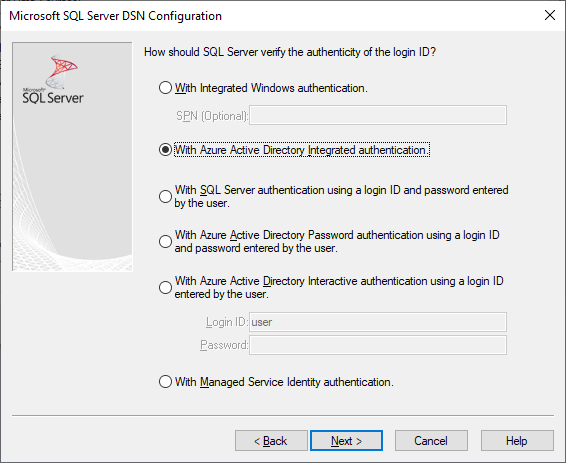 Microsoft SQL Server DSN Configuration
Microsoft
SQL Server
How should SQL Server verify the authenticity of the login ID?
With Integrated Windows authentication.
SPN (Optional):
With Azure Active Directory Integrated authentication.
With SQL Server authentication using a login ID and password entered
by the user.
With Azure Active Directory Password authentication using a login ID
and password entered by the user.
With Azure Active Directory Interactive authentication using a login ID
entered by the user.
Login ID: user
Password:
With Managed Service Identity authentication.
< Back Next > Cancel Help